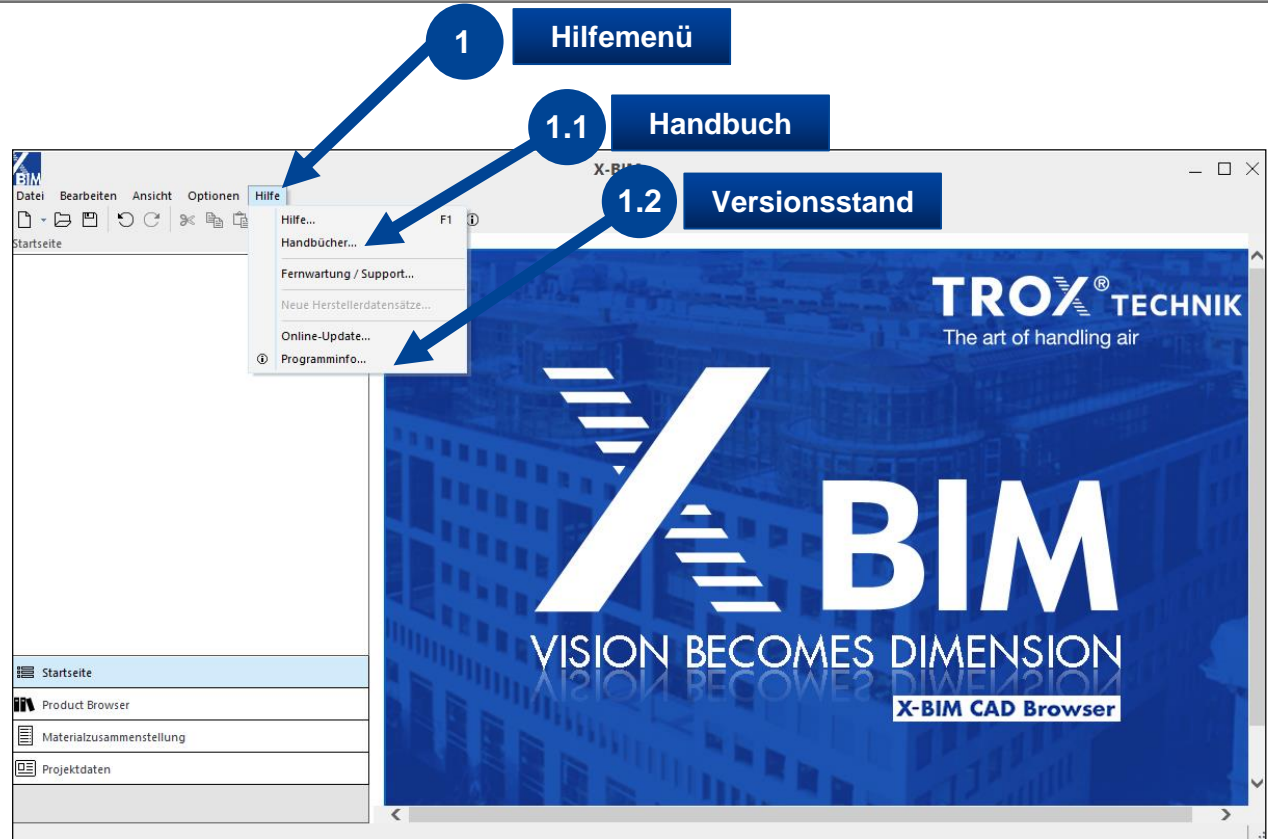 1 Hilfemenü
1.1 Handbuch
X BIM
X-BIM
Datei Bearbeiten Ansicht Optionen Hilfe
1.2 Versionsstand
Hilfe... F1
Startseite
Handbücher...
Fernwartung / Support...
Neue Herstellerdatensätze...
Online-Update...
Programminfo...
TROX® TECHNIK
The art of handling air
X BIM
VISION BECOMES DIMENSION
X-BIM CAD Browser
Startseite
Product Browser
Materialzusammenstellung
Projektdaten